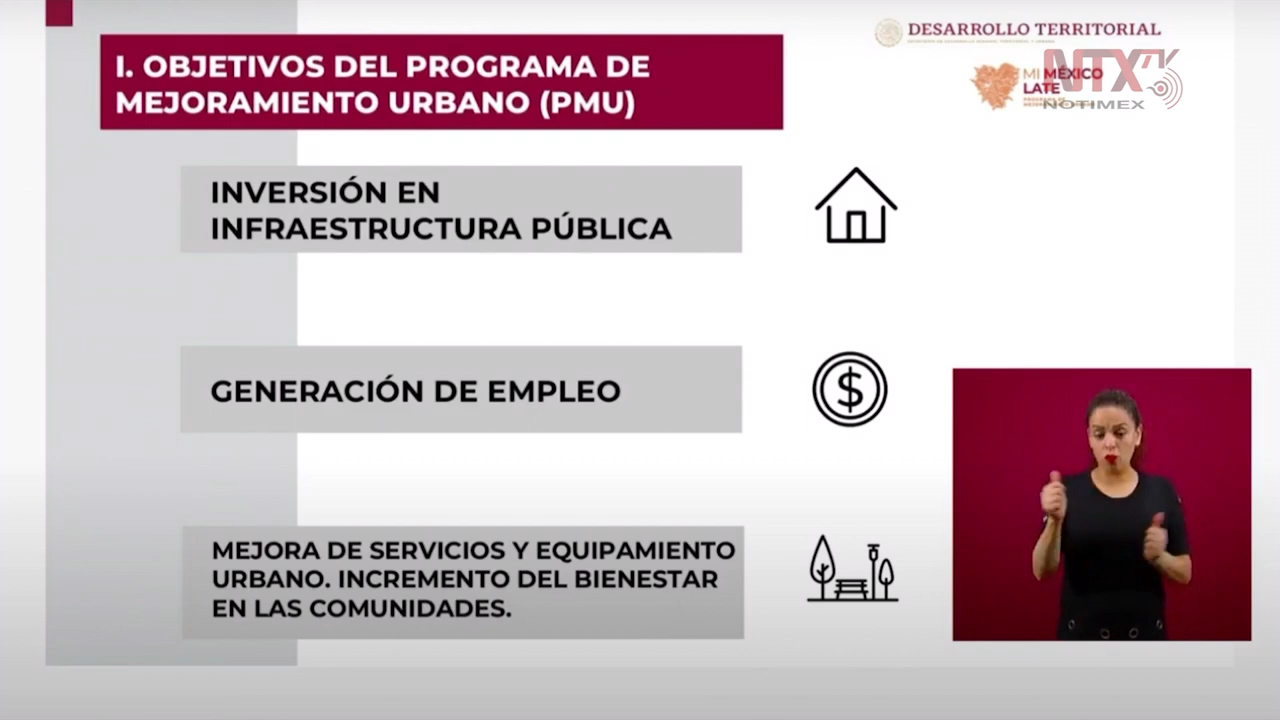 I. OBJETIVOS DEL PROGRAMA DE
MEJORAMIENTO URBANO (PMU)
DESARROLLO TERRITORIAL
MI MÉXICO
LATE
NTX
NOTIMEX
INVERSIÓN EN
INFRAESTRUCTURA PÚBLICA
GENERACIÓN DE EMPLEO
$
MEJORA DE SERVICIOS Y EQUIPAMIENTO
URBANO. INCREMENTO DEL BIENESTAR
EN LAS COMUNIDADES.